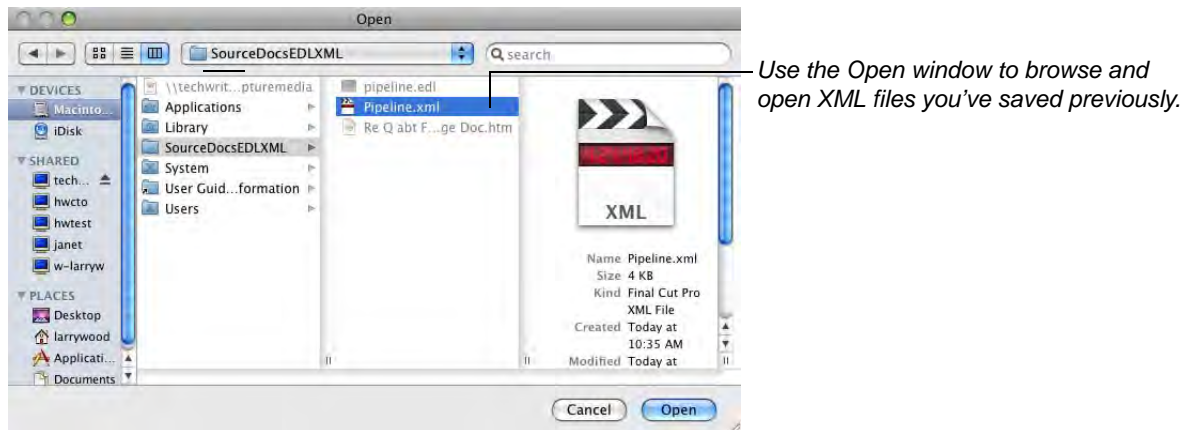 Open
SourceDocsEDLXML
search
DEVICES
Macinto...
iDisk
SHARED
tech...
hwcto
hwtest
janet
w-larryw
PLACES
Desktop
larrywood
Applicati...
Documents
\\techwrit...pturemedia
Applications
Library
SourceDocsEDLXML
System
User Guid...formation
Users
pipeline.edl
Pipeline.xml
Re Q abt F...ge Doc.htm
XML
Name Pipeline.xml
Size 4 KB
Kind Final Cut Pro
XML File
Created Today at
10:35 AM
Modified Today at
Cancel
Open
Use the Open window to browse and
open XML files you've saved previously.